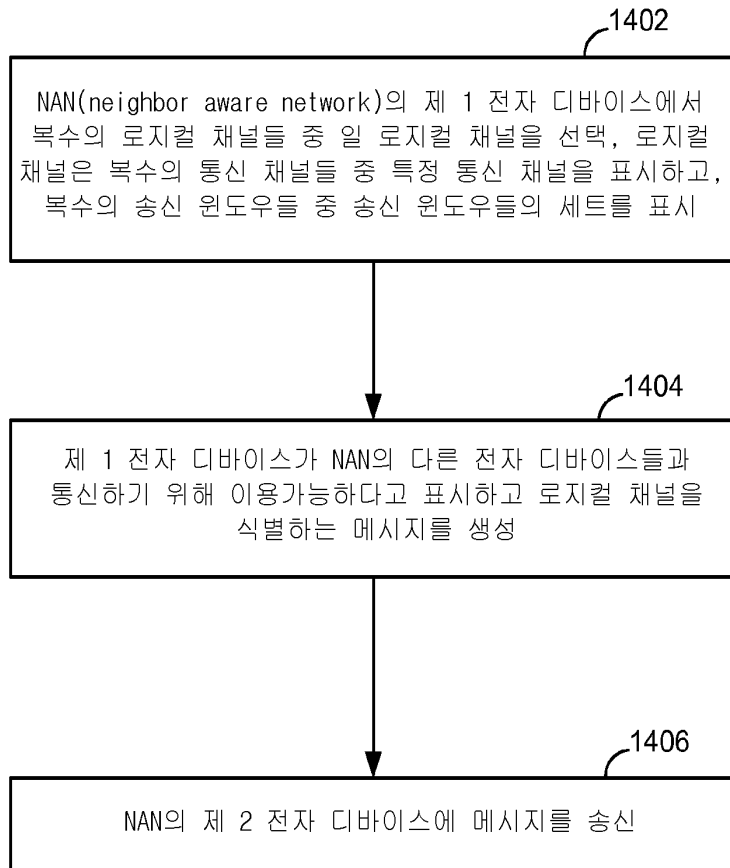 1402
NAN(neighbor aware network)의 제 1 전자 디바이스에서
복수의 로지컬 채널들 중 일 로지컬 채널을 선택, 로지컬
채널은 복수의 통신 채널들 중 특정 통신 채널을 표시하고,
복수의 송신 윈도우들 중 송신 윈도우들의 세트를 표시
1404
제 1 전자 디바이스가 NAN의 다른 전자 디바이스들과
통신하기 위해 이용가능하다고 표시하고 로지컬 채널을
식별하는 메시지를 생성
1406
NAN의 제 2 전자 디바이스에 메시지를 송신